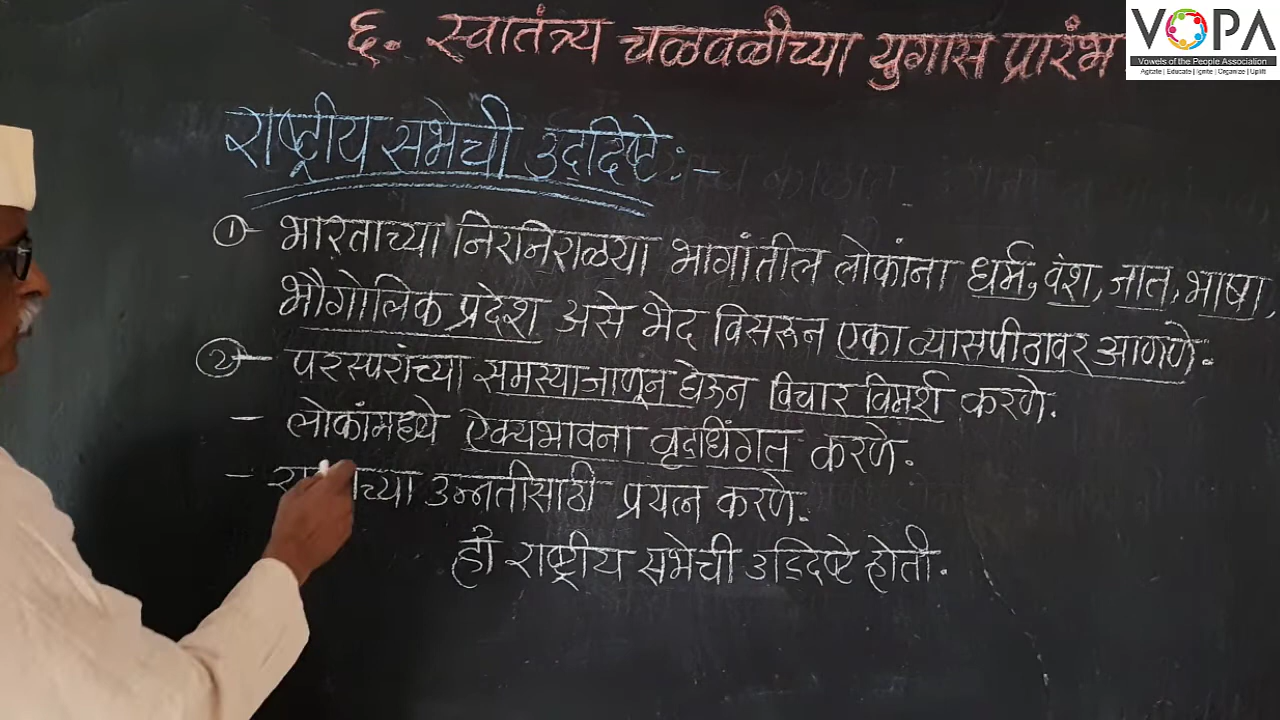 ६. स्वातंत्र्य चळवळीच्या युगास प्रारंभ
VOPA
Vowels of the People Association
Agitate | Educate | Ignite | Organize | Uplift
राष्ट्रीय सभेची उद्दिष्टे :-
① - भारताच्या निरनिराळ्या भागांतील लोकांना धर्म, वंश, जात, भाषा,
भौगोलिक प्रदेश असे भेद विसरून एका व्यासपीठावर आणणे.
② - परस्परांच्या समस्या जाणून घेऊन विचार विमर्श करणे.
- लोकांमध्ये ऐक्यभावना वृद्धिंगत करणे.
- च्या उन्नतीसाठी प्रयत्न करणे.
ही राष्ट्रीय सभेची उद्दिष्टे होती.